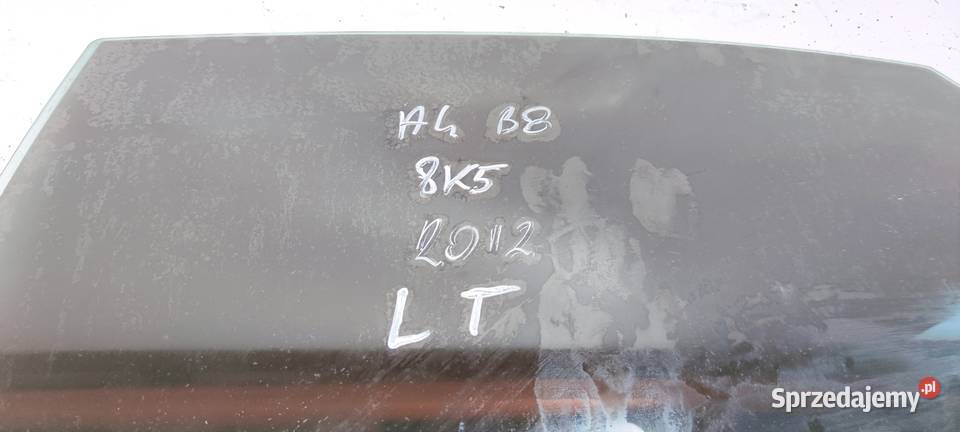 A4 B8
8K5
2012
LT
Sprzedajemy.pl